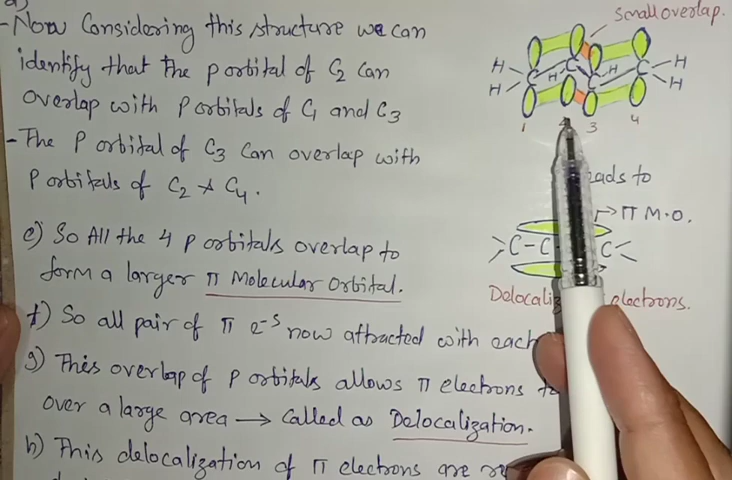 - Now Considering this structure we can
identify that the p orbital of C2 can
overlap with p orbitals of C1 and C3
- The P orbital of C3 can overlap with
P orbitals of C2 & C4.
e) So All the 4 p orbitals overlap to
form a larger π Molecular Orbital.
f) So all pair of π e-s now attracted with each
g) This overlap of p orbitals allows π electrons
over a large area → Called as Delocalization.
h) This delocalization of π electrons are
small overlap.
H C C C C H
H H H H
1 2 3 4
leads to
→ π M.O.
C - C C
electrons.